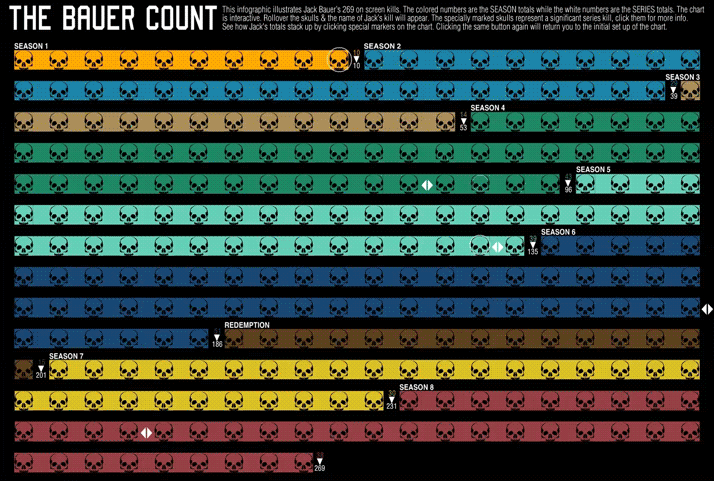 THE BAUER COUNT
This infographic illustrates Jack Bauer's 269 on screen kills. The colored numbers are the SEASON totals while the white numbers are the SERIES totals. The chart
is interactive. Rollover the skulls & the name of Jack's kill will appear. The specially marked skulls represent a significant series kill, click them for more info.
See how Jack's totals stack up by clicking special markers on the chart. Clicking the same button again will return you to the initial set up of the chart.
SEASON 1
SEASON 2
10
10
SEASON 3
39
SEASON 4
53
SEASON 5
96
SEASON 6
135
REDEMPTION
186
SEASON 7
201
SEASON 8
231
269